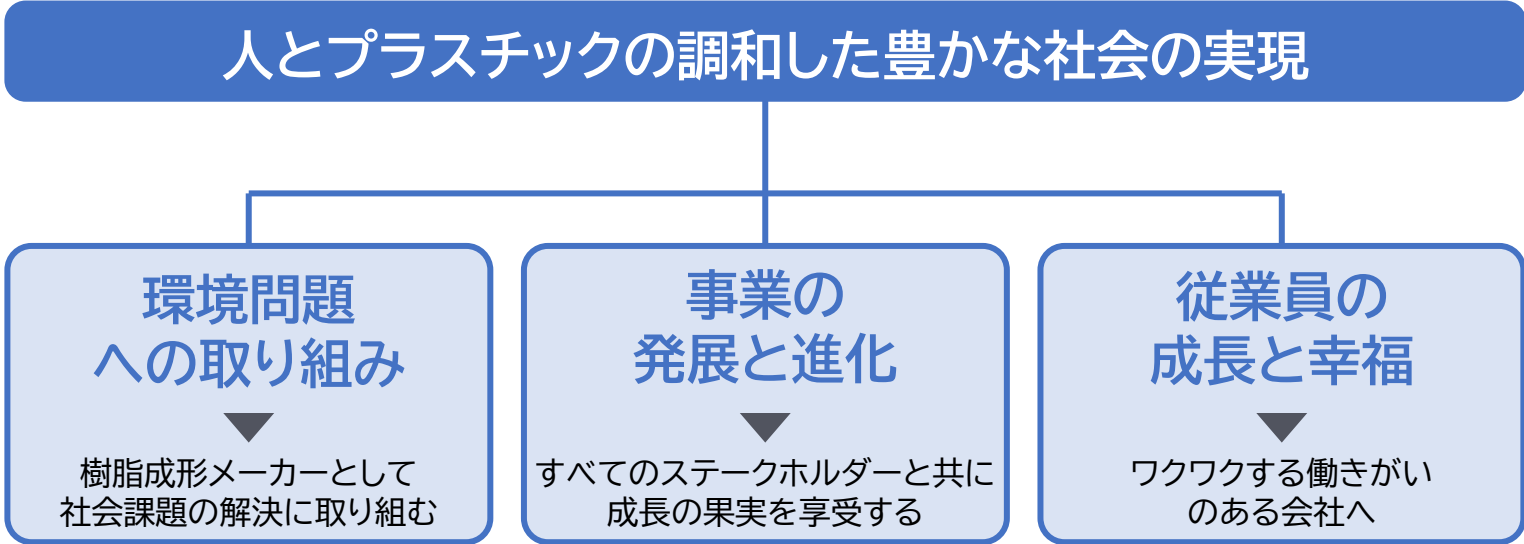 人とプラスチックの調和した豊かな社会の実現
環境問題
への取り組み
樹脂成形メーカーとして
社会課題の解決に取り組む
事業の
発展と進化
すべてのステークホルダーと共に
成長の果実を享受する
従業員の
成長と幸福
ワクワクする働きがい
のある会社へ